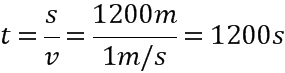 t = s/v = 1200m/1m/s = 1200s